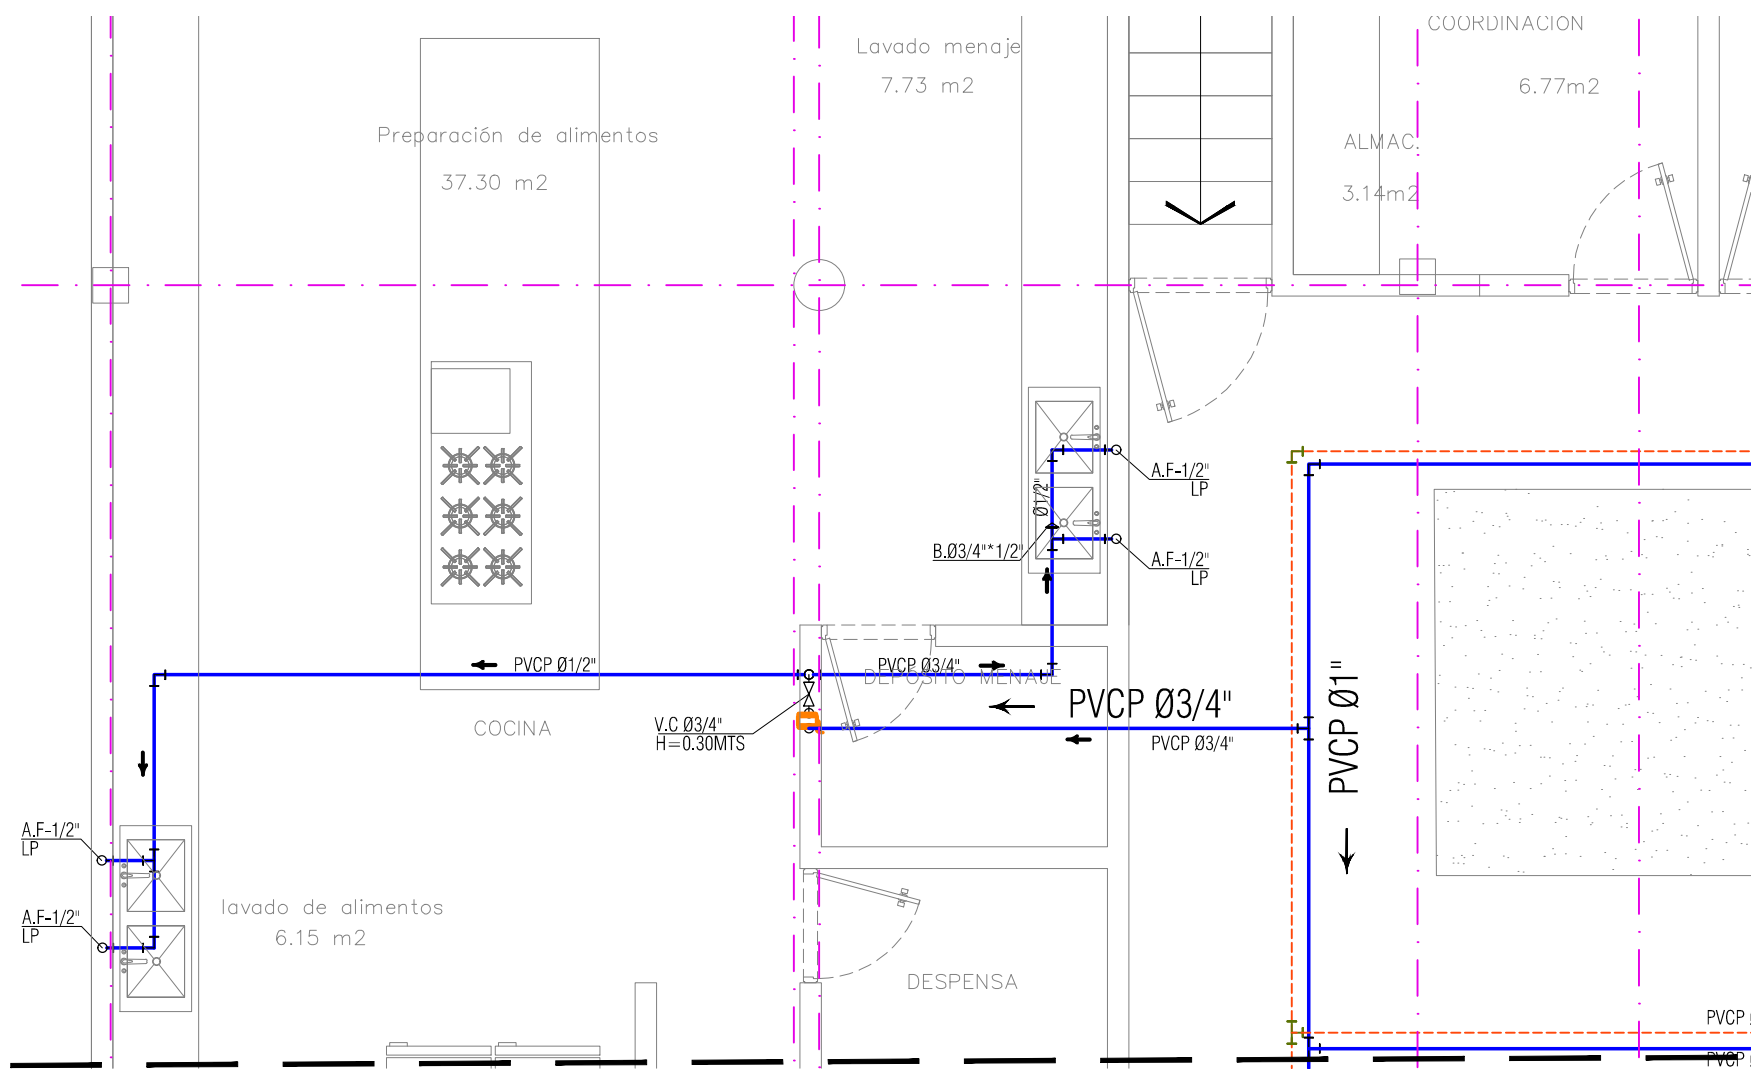 COORDINACION
6.77m2
Lavado menaje
7.73 m2
Preparación de alimentos
37.30 m2
ALMAC.
3.14m2
A.F-1/2"
LP
Ø1/2"
B.Ø3/4"*1/2"
A.F-1/2"
LP
PVCP Ø1/2"
PVCP Ø3/4"
DEPOSITO MENAJE
PVCP Ø3/4"
PVCP Ø1"
COCINA
V.C Ø3/4"
H=0.30MTS
PVCP Ø3/4"
A.F-1/2"
LP
A.F-1/2"
LP
lavado de alimentos
6.15 m2
DESPENSA
PVCP
PVCP